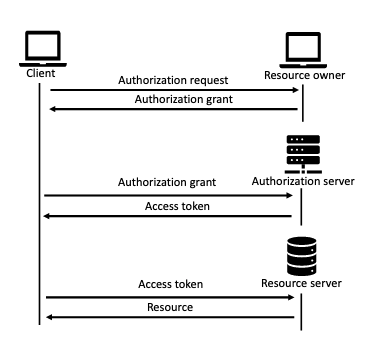 Client
Resource owner
Authorization request
Authorization grant
Authorization server
Authorization grant
Access token
Resource server
Access token
Resource